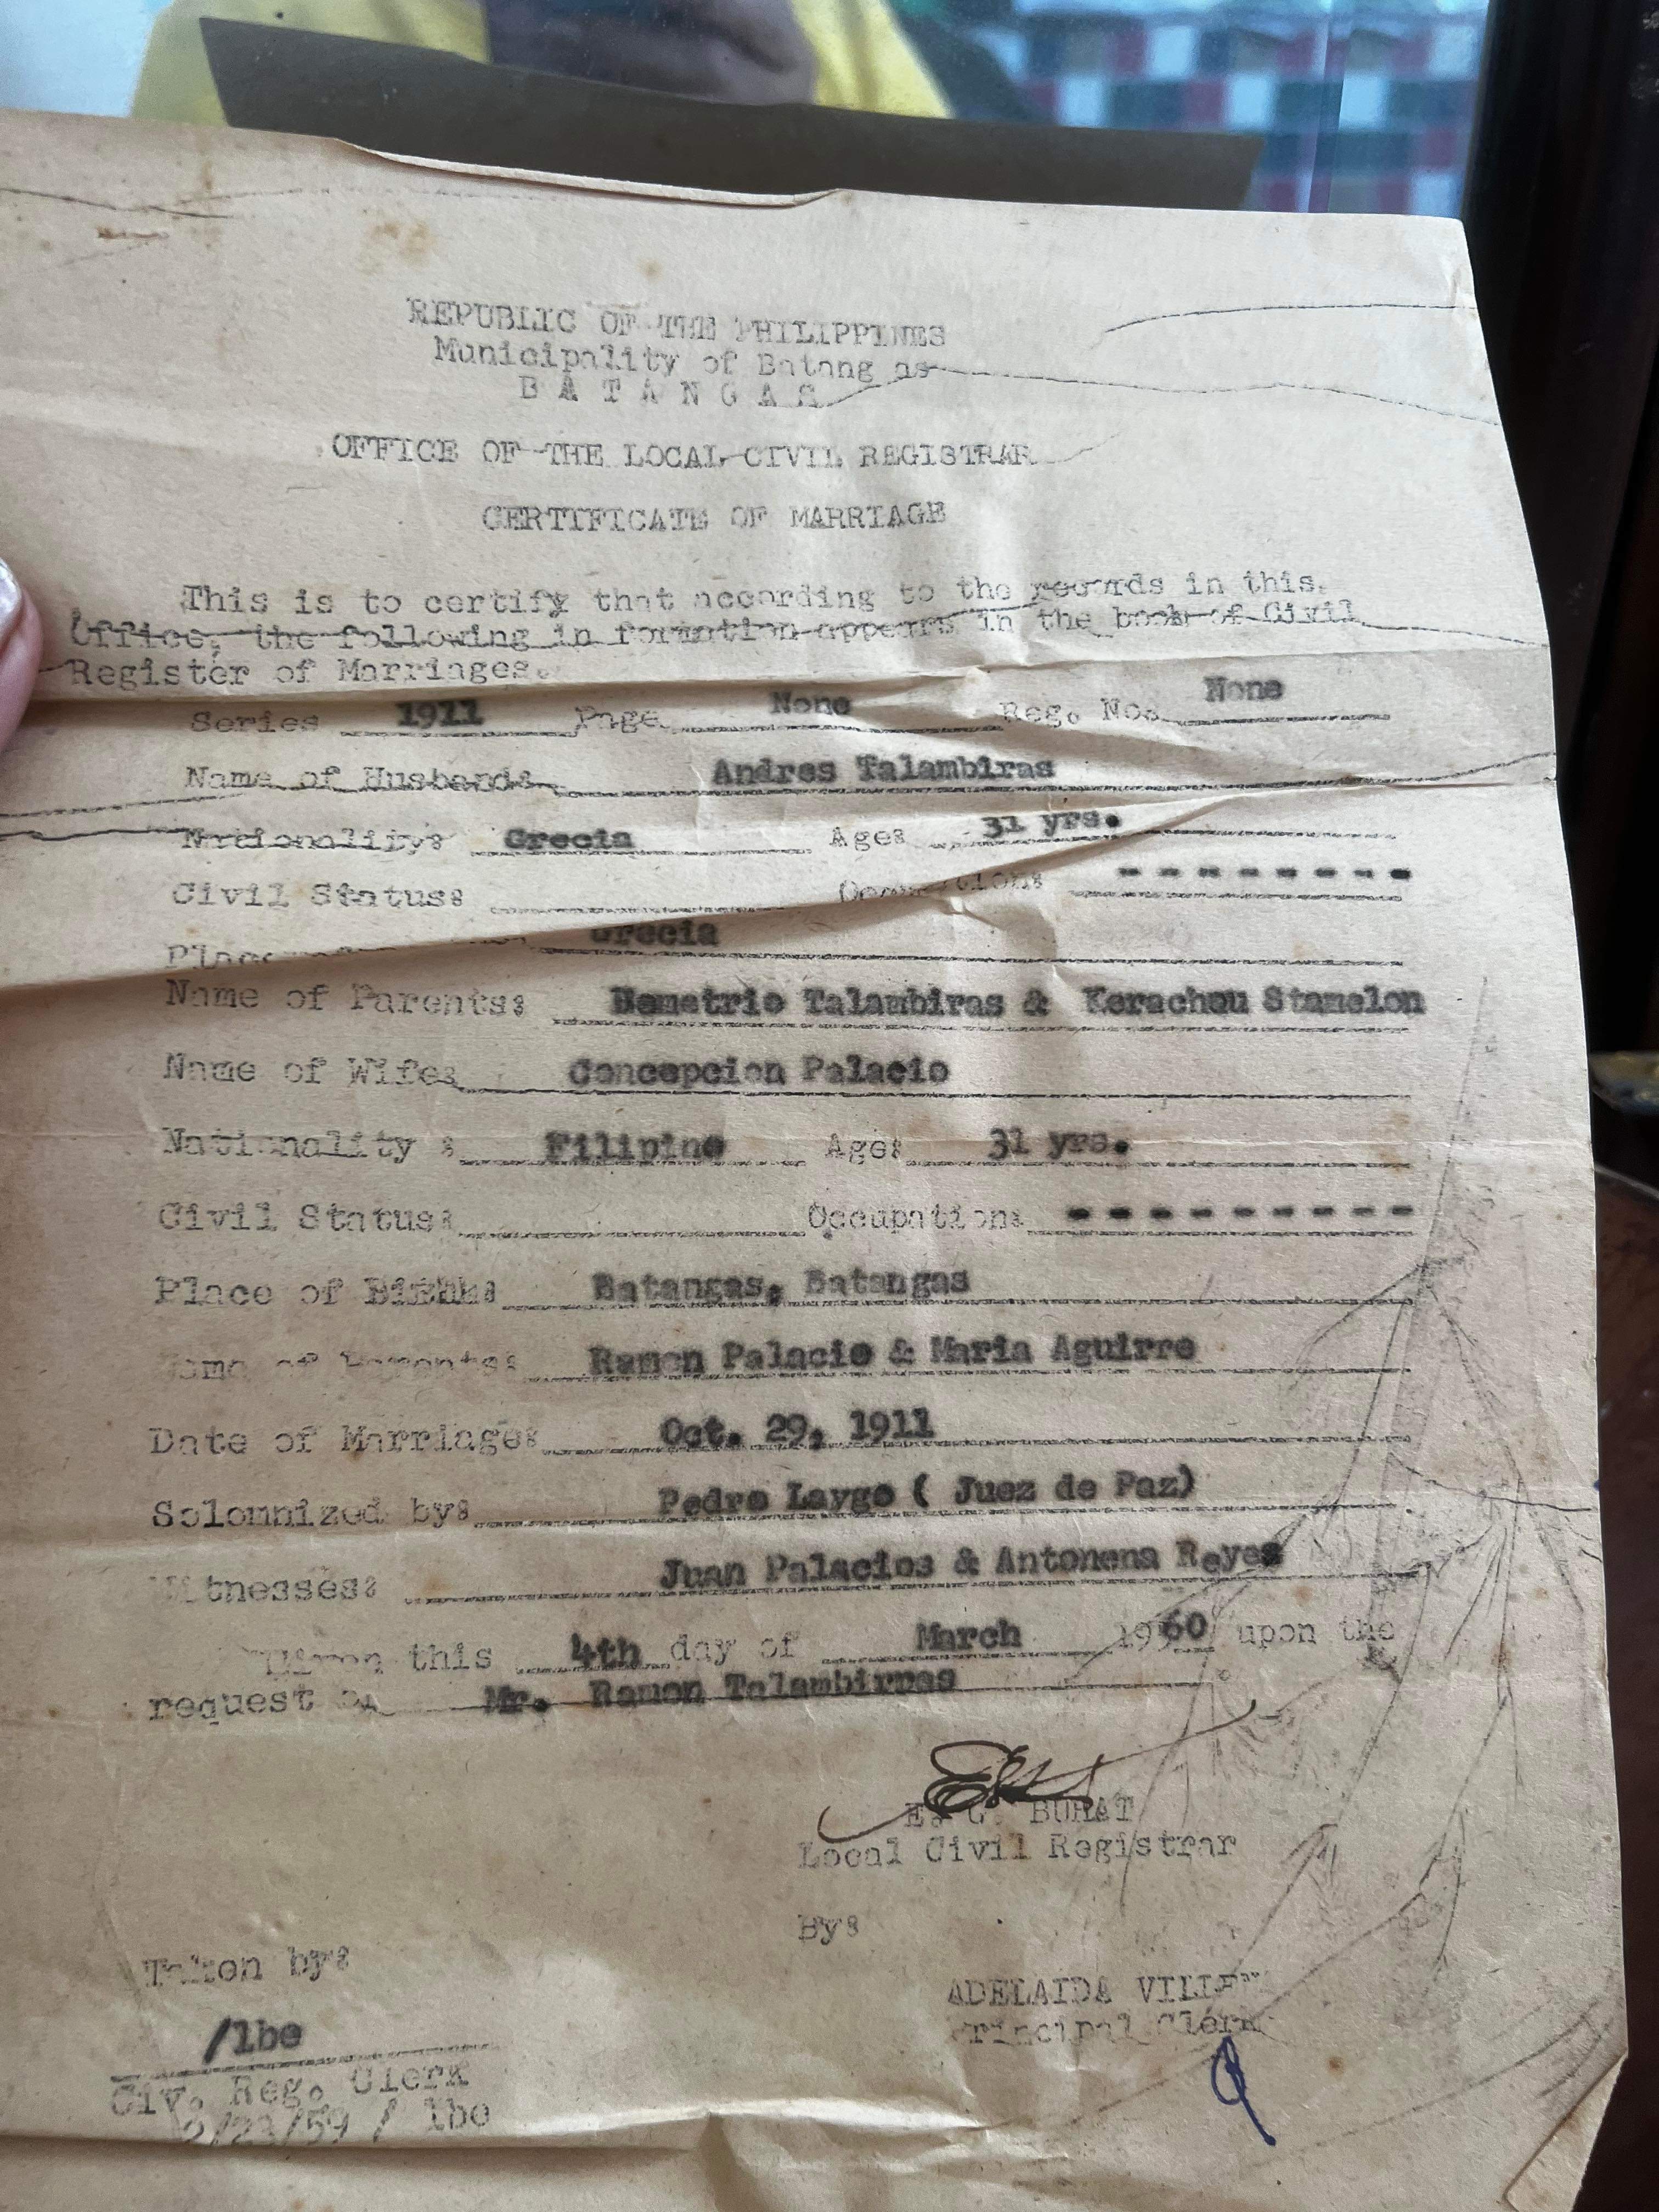 REPUBLIC OF THE PHILIPPINES
Municipality of Batang as
B A T A N G A S
OFFICE OF THE LOCAL CIVIL REGISTRAR
CERTIFICATE OF MARRIAGE
This is to certify that according to the records in this
Office, the following in formation appears in the book of Civil
Register of Marriages.
Series 1911 Page None Reg. No. None
Name of Husband: Andres Talambiras
Nationality: Grecia Age: 31 yrs.
Civil Status: Occupation: - - - - - - - -
Place Grecia
Name of Parents: Demetrio Talambiras & Kerachou Stamelon
Name of Wife: Concepcion Palacio
Nationality : Filipino Age: 31 yrs.
Civil Status: Occupation: - - - - - - - - -
Place of Birth: Batangas, Batangas
Name of Parents: Ramon Palacio & Maria Aguirre
Date of Marriage: Oct. 29, 1911
Solemnized by: Pedro Laygo ( Juez de Paz)
Witnesses: Juan Palacios & Antonena Reyes
Given this 4th day of March 1960 upon the
request of Mr. Ramon Talambirras.
E. G. BURAT
Local Civil Registrar
By:
ADELAIDA
Principal Clerk
Taken by:
/lbe
Civ. Reg. Clerk
2/23/59 / lbe